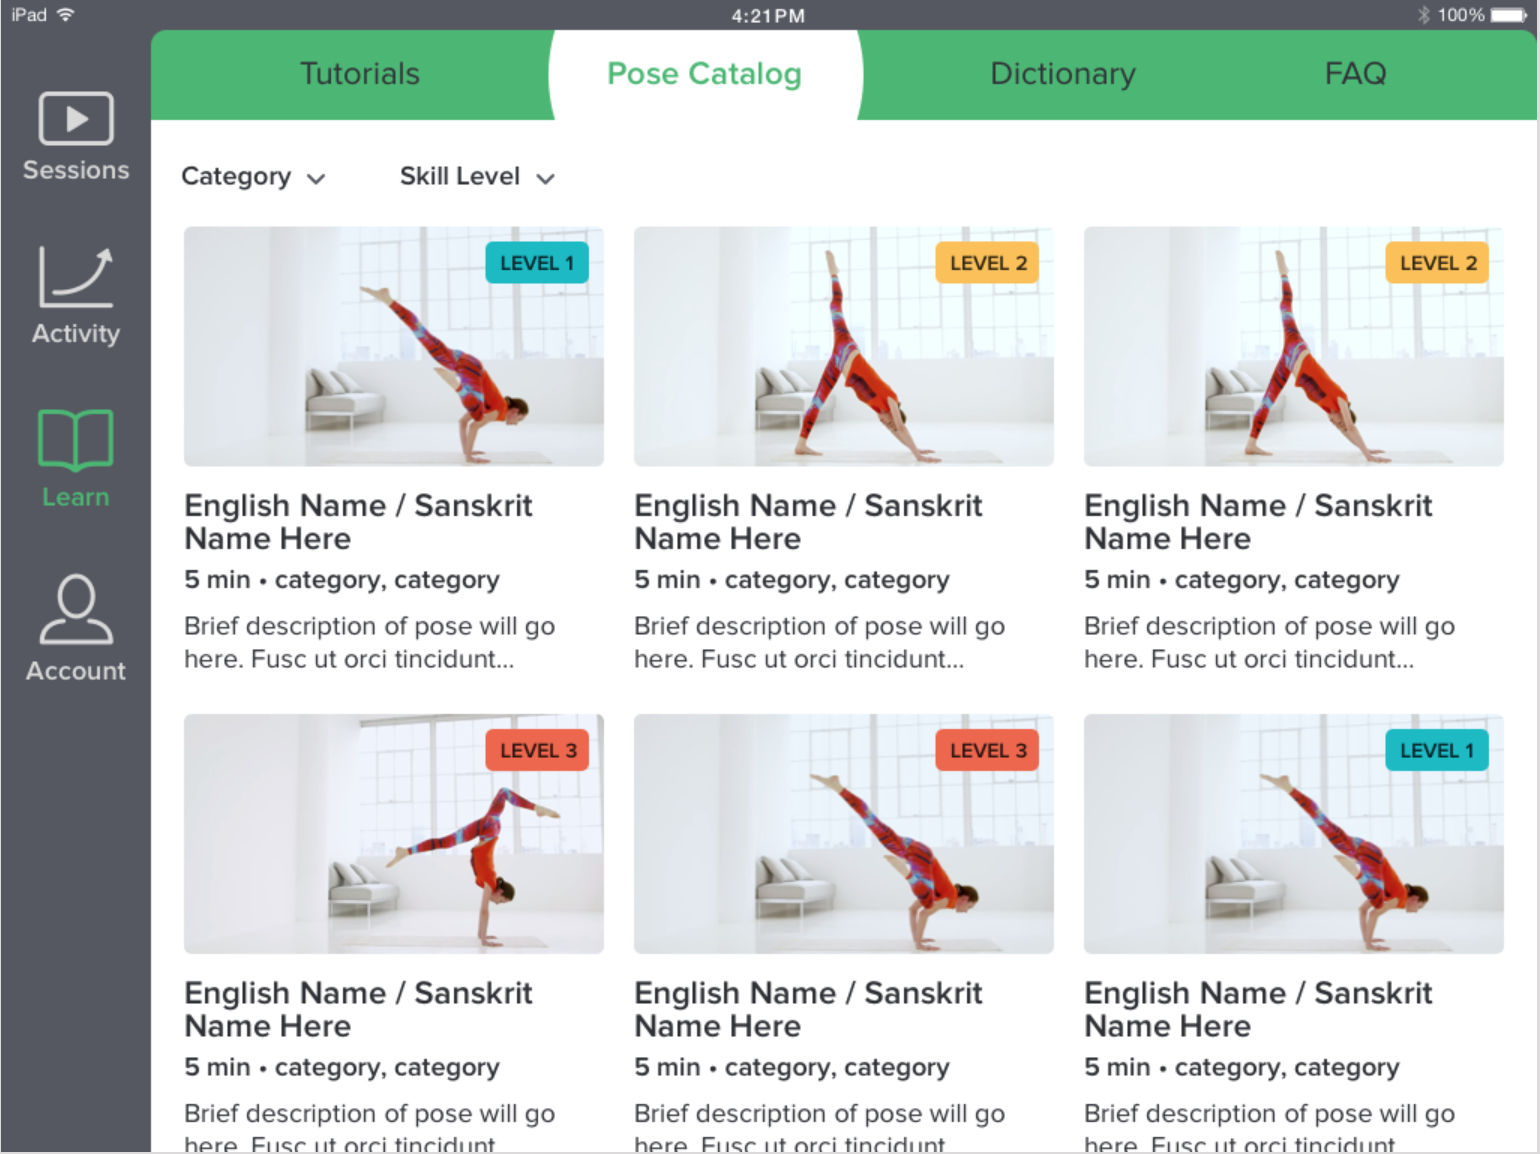 iPad
4:21PM
100%
Tutorials
Pose Catalog
Dictionary
FAQ
Sessions
Activity
Learn
Account
Category
Skill Level
LEVEL 1
English Name / Sanskrit
Name Here
5 min • category, category
Brief description of pose will go
here. Fusc ut orci tincidunt...
LEVEL 2
English Name / Sanskrit
Name Here
5 min • category, category
Brief description of pose will go
here. Fusc ut orci tincidunt...
LEVEL 2
English Name / Sanskrit
Name Here
5 min • category, category
Brief description of pose will go
here. Fusc ut orci tincidunt...
LEVEL 3
English Name / Sanskrit
Name Here
5 min • category, category
Brief description of pose will go
here. Fusc ut orci tincidunt
LEVEL 3
English Name / Sanskrit
Name Here
5 min • category, category
Brief description of pose will go
here. Fusc ut orci tincidunt
LEVEL 1
English Name / Sanskrit
Name Here
5 min • category, category
Brief description of pose will go
here. Fusc ut orci tincidunt